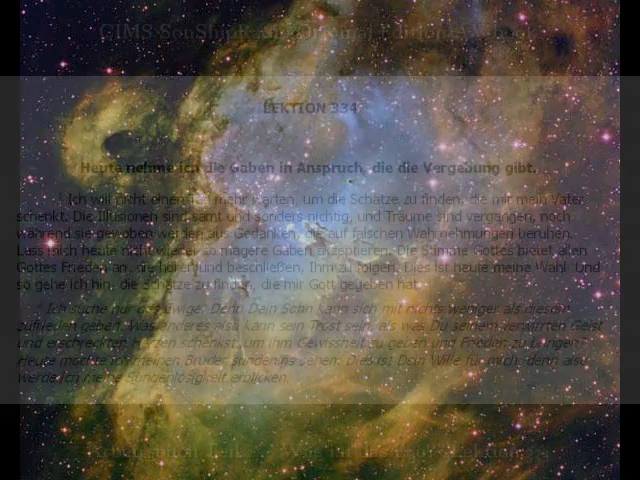 CIMS SonShip
LEKTION 334
Heute nehme ich die Gaben in Anspruch, die die Vergebung gibt.
1 Ich will nicht einen Tag mehr warten, um die Schätze zu finden, die mir mein Vater
schenkt. Die Illusionen sind samt und sonders nichtig, und Träume sind vergangen, noch
während sie gewoben werden aus Gedanken, die auf falschen Wahrnehmungen beruhen.
Lass mich heute nicht wieder so magere Gaben akzeptieren. Die Stimme Gottes bietet allen
Gottes Frieden an, die hören und beschließen, Ihm zu folgen. Dies ist heute meine Wahl. Und
so gehe ich hin, die Schätze zu finden, die mir Gott gegeben hat.
2 Ich suche nur das Ewige. Denn Dein Sohn kann sich mit nichts weniger als diesem
zufrieden geben. Was anderes also kann sein Trost sein, als was Du seinem verwirrten Geist
und erschreckten Herzen schenkst, um ihm Gewissheit zu geben und Frieden zu bringen?
Heute möchte ich meinen Bruder sündenlos sehen. Dies ist Dein Wille für mich, denn also
werde ich meine Sündenlosigkeit erblicken.